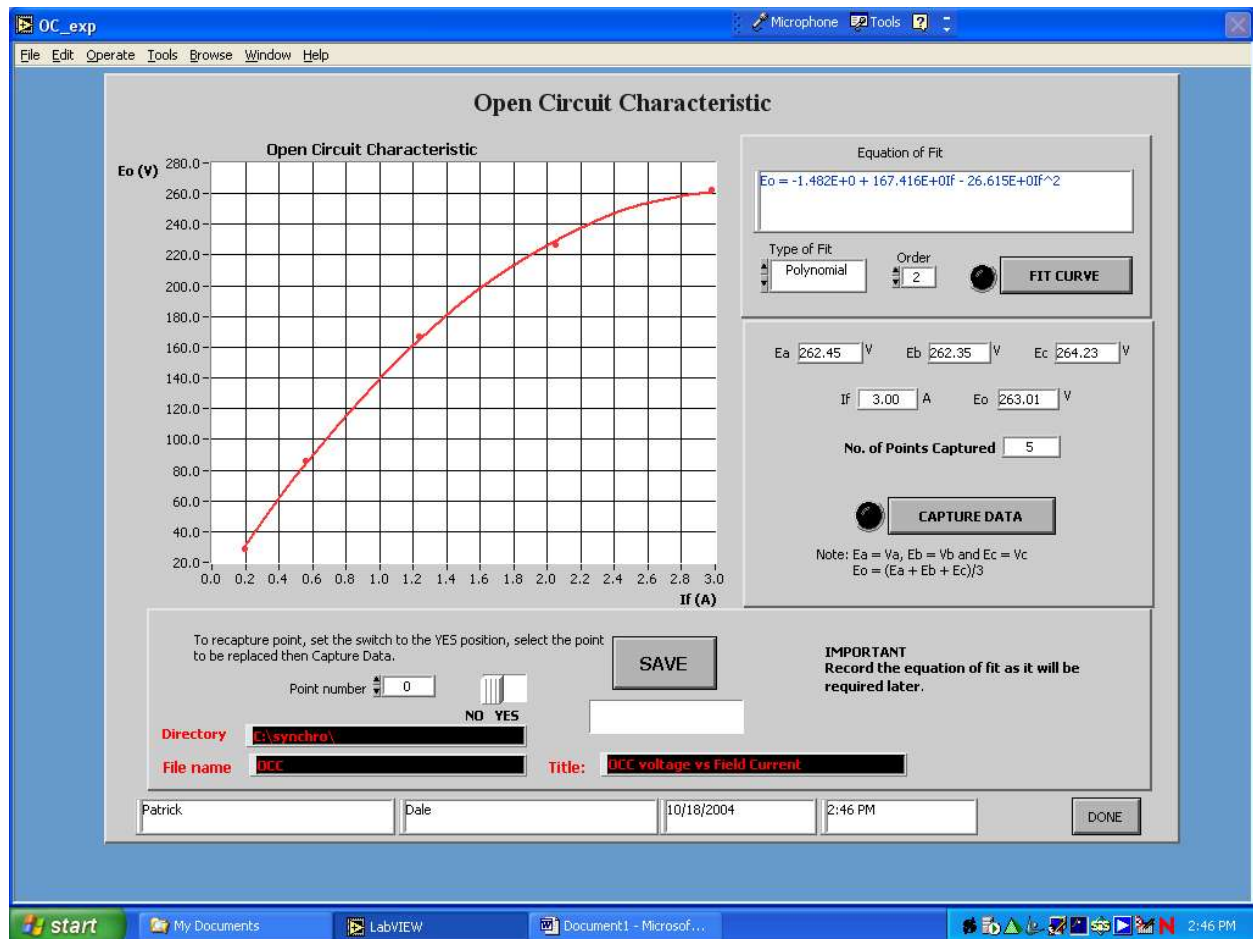 OC_exp
Microphone Tools
File Edit Operate Tools Browse Window Help
Open Circuit Characteristic
Open Circuit Characteristic
Eo (V)
280.0
260.0
240.0
220.0
200.0
180.0
160.0
140.0
120.0
100.0
80.0
60.0
40.0
20.0
0.0 0.2 0.4 0.6 0.8 1.0 1.2 1.4 1.6 1.8 2.0 2.2 2.4 2.6 2.8 3.0
If (A)
Equation of Fit
Eo = -1.482E+0 + 167.416E+0If - 26.615E+0If^2
Type of Fit
Order
Polynomial
2
FIT CURVE
Ea 262.45 V Eb 262.35 V Ec 264.23 V
If 3.00 A Eo 263.01 V
No. of Points Captured 5
CAPTURE DATA
Note: Ea = Va, Eb = Vb and Ec = Vc
Eo = (Ea + Eb + Ec)/3
To recapture point, set the switch to the YES position, select the point
to be replaced then Capture Data.
Point number 0
NO YES
SAVE
IMPORTANT
Record the equation of fit as it will be
required later.
Directory C:\synchro\
File name OCC
Title: OCC voltage vs Field Current
Patrick Dale 10/18/2004 2:46 PM
DONE
start My Documents LabVIEW Document1 - Microsof... 2:46 PM